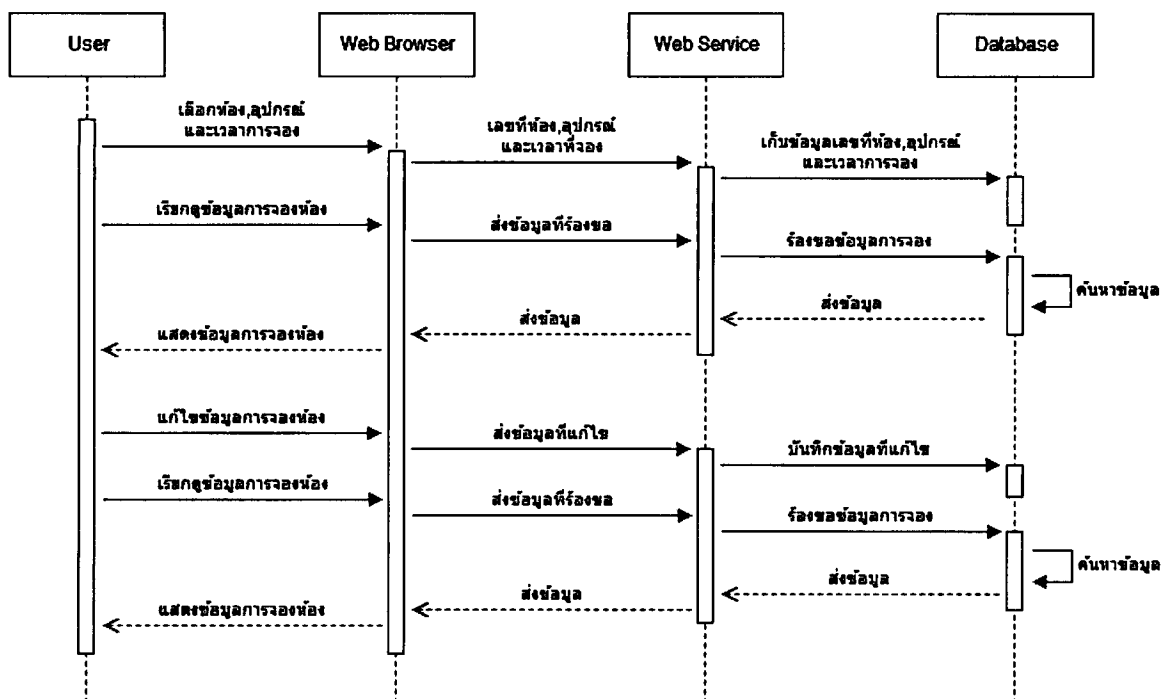 User
Web Browser
Web Service
Database
เลือกห้อง,อุปกรณ์
และเวลาการจอง
เลขที่ห้อง,อุปกรณ์
และเวลาที่จอง
เก็บข้อมูลเลขที่ห้อง,อุปกรณ์
และเวลาการจอง
เรียกดูข้อมูลการจองห้อง
ส่งข้อมูลที่ร้องขอ
ร้องขอข้อมูลการจอง
ค้นหาข้อมูล
ส่งข้อมูล
ส่งข้อมูล
แสดงข้อมูลการจองห้อง
แก้ไขข้อมูลการจองห้อง
ส่งข้อมูลที่แก้ไข
บันทึกข้อมูลที่แก้ไข
เรียกดูข้อมูลการจองห้อง
ส่งข้อมูลที่ร้องขอ
ร้องขอข้อมูลการจอง
ค้นหาข้อมูล
ส่งข้อมูล
ส่งข้อมูล
แสดงข้อมูลการจองห้อง